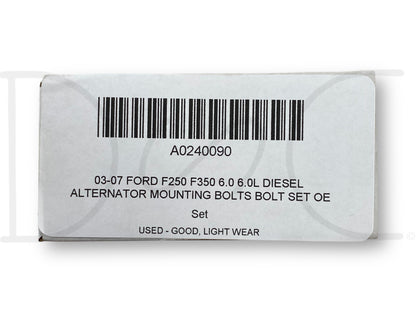 A0240090
03-07 FORD F250 F350 6.0 6.0L DIESEL
ALTERNATOR MOUNTING BOLTS BOLT SET OE
Set
USED - GOOD, LIGHT WEAR